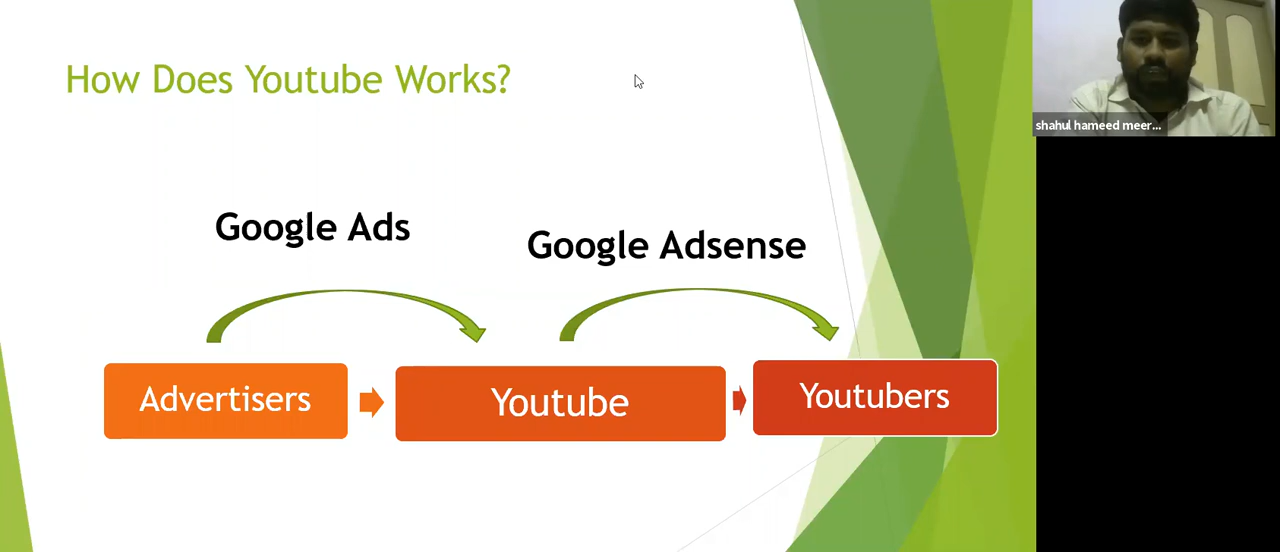 How Does Youtube Works?
shahul hameed meer...
Google Ads
Google Adsense
Advertisers
Youtube
Youtubers